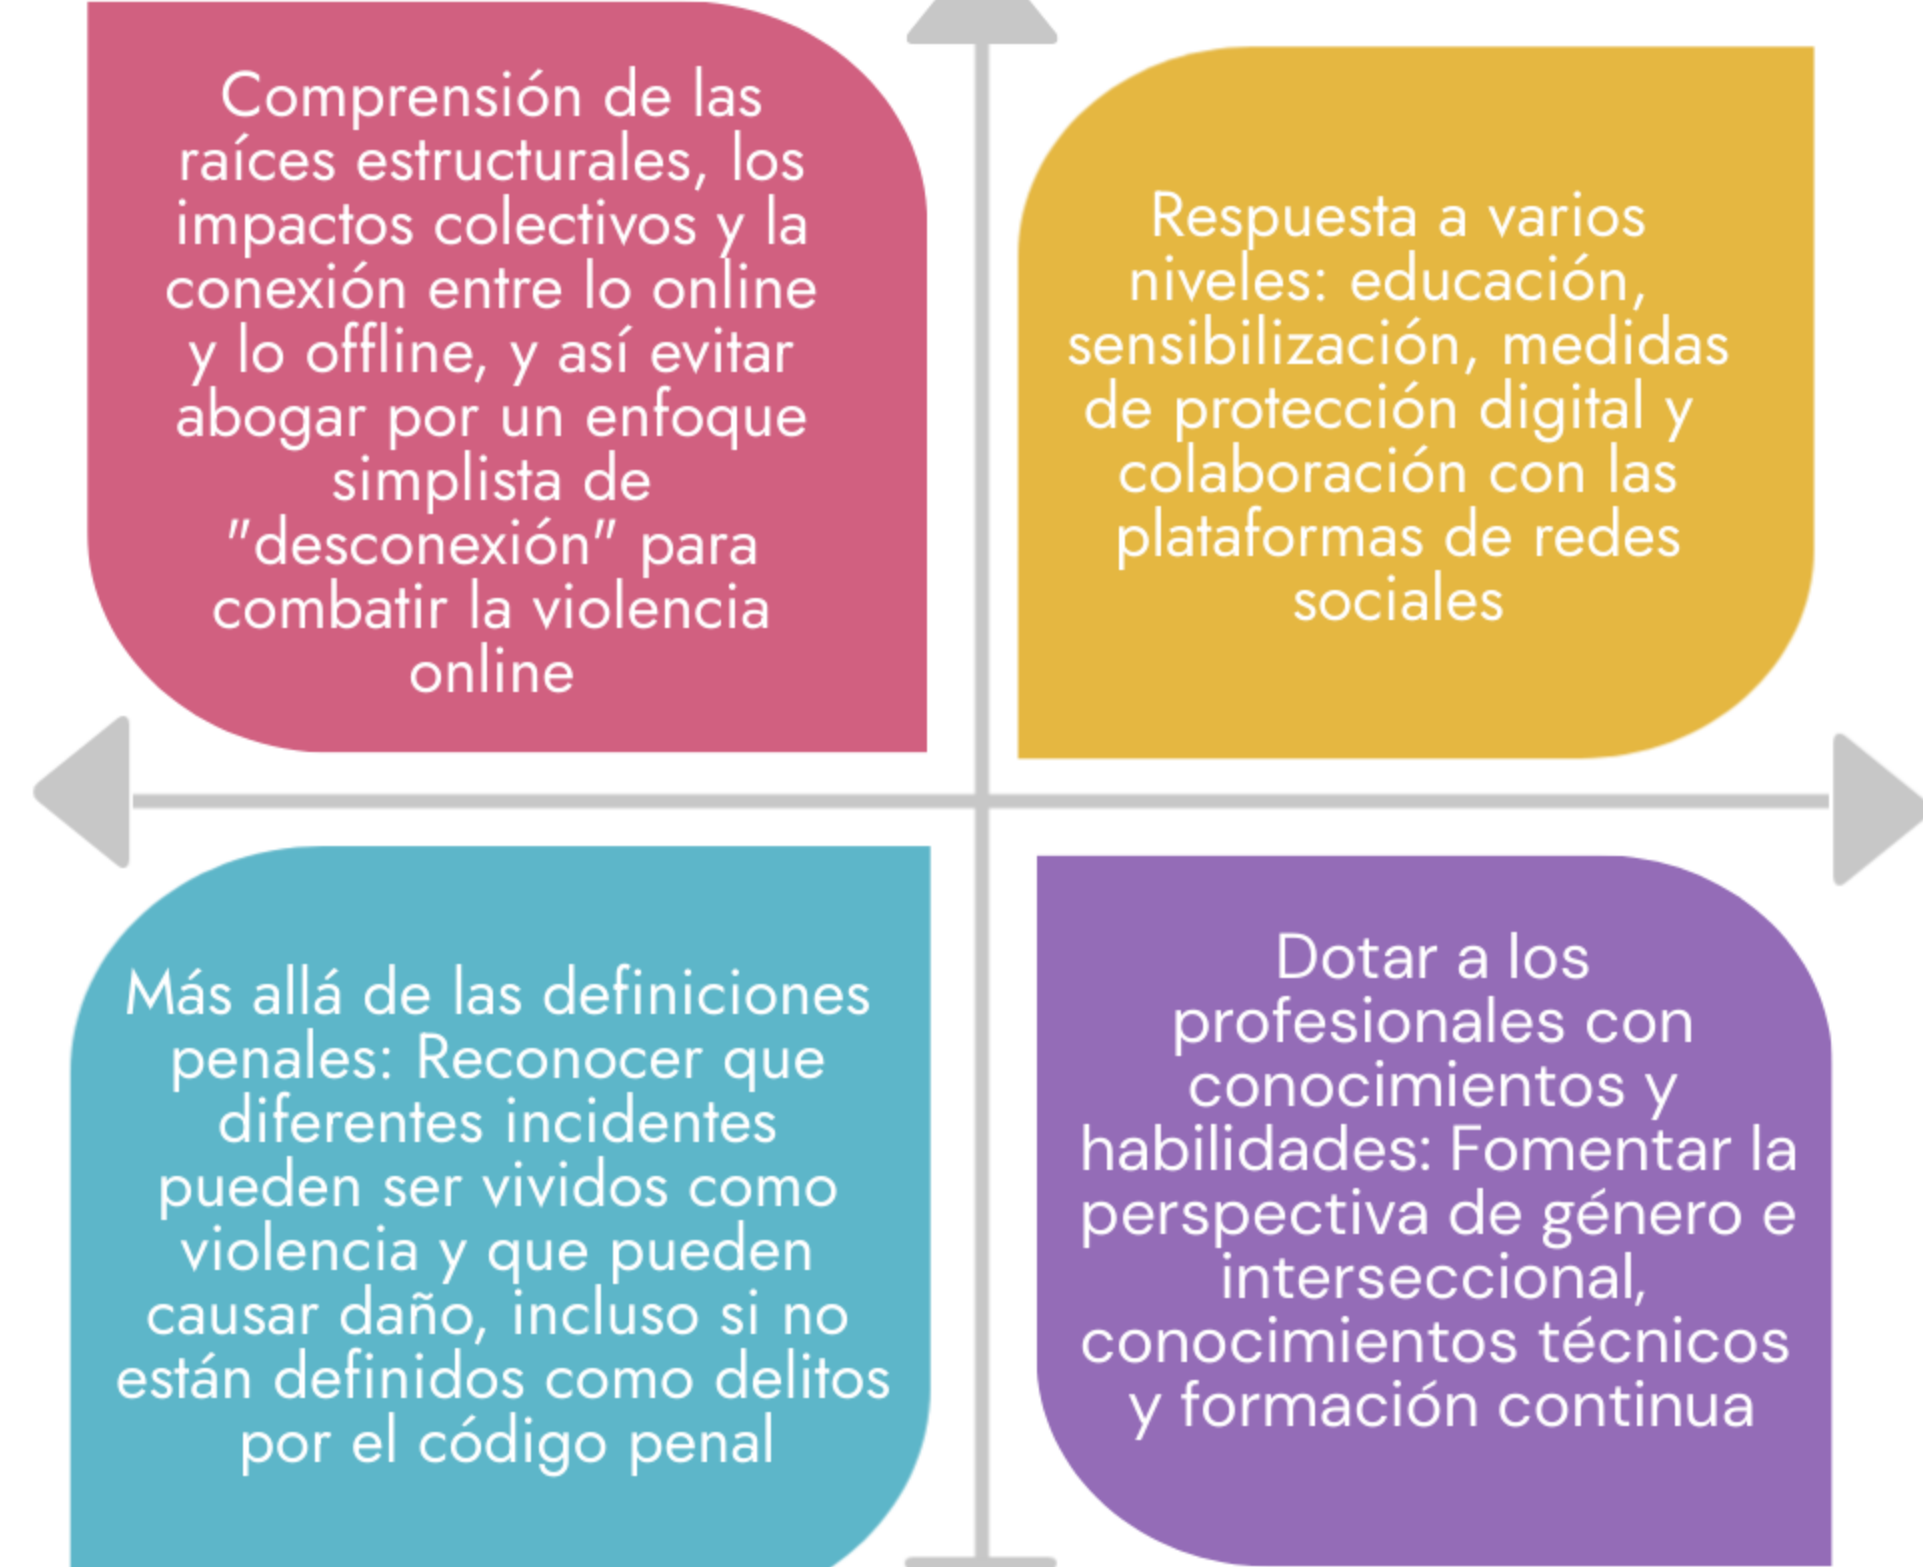 Comprensión de las
raíces estructurales, los
impactos colectivos y la
conexión entre lo online
y lo offline, y así evitar
abogar por un enfoque
simplista de
"desconexión" para
combatir la violencia
online
Respuesta a varios
niveles: educación,
sensibilización, medidas
de protección digital y
colaboración con las
plataformas de redes
sociales
Más allá de las definiciones
penales: Reconocer que
diferentes incidentes
pueden ser vividos como
violencia y que pueden
causar daño, incluso si no
están definidos como delitos
por el código penal
Dotar a los
profesionales con
conocimientos y
habilidades: Fomentar la
perspectiva de género e
interseccional,
conocimientos técnicos
y formación continua